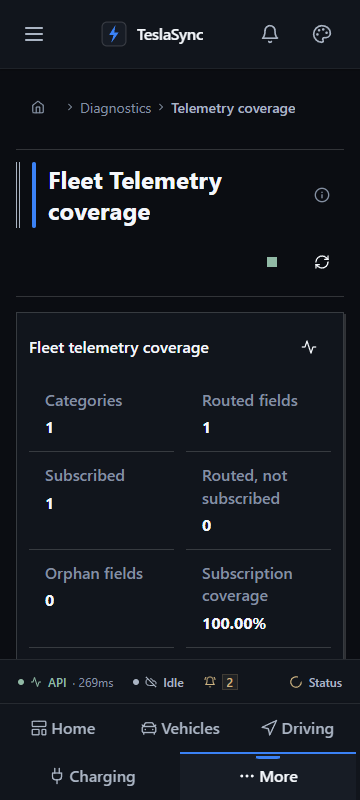 TeslaSync
Diagnostics Telemetry coverage
Fleet Telemetry
coverage
Fleet telemetry coverage
Categories
1
Routed fields
1
Subscribed
1
Routed, not
subscribed
0
Orphan fields
0
Subscription
coverage
100.00%
API · 269ms Idle 2 Status
Home Vehicles Driving
Charging More